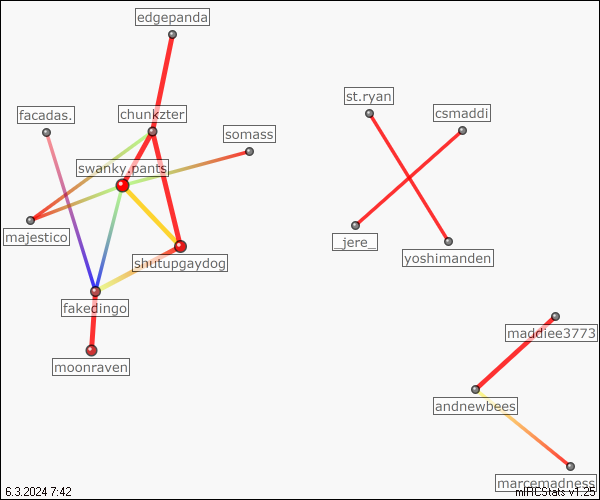 edgepanda
st.ryan
facadas.
chunkzter
csmaddi
somass
swanky.pants
majestico
_jere_
yoshimanden
shutupgaydog
fakedingo
maddiee3773
moonraven
andnewbees
marcemadness
6.3.2024 7:42
mIRCStats v1.25